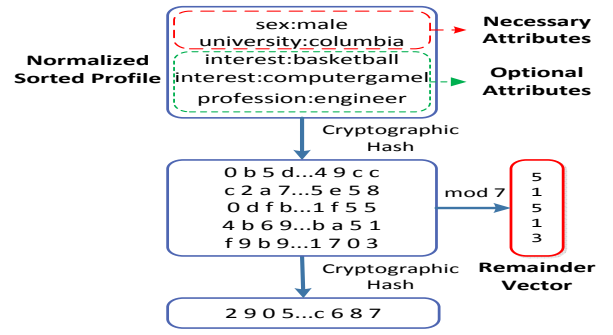 sex:male
university:columbia
interest:basketball
interest:computergamel
profession:engineer
Normalized
Sorted Profile
Necessary
Attributes
Optional
Attributes
Cryptographic
Hash
0 b 5 d...4 9 c c
c 2 a 7...5 e 5 8
0 d f b...1 f 5 5
4 b 6 9...b a 5 1
f 9 b 9...1 7 0 3
mod 7
5
1
5
1
3
Remainder
Vector
Cryptographic
Hash
2 9 0 5...c 6 8 7